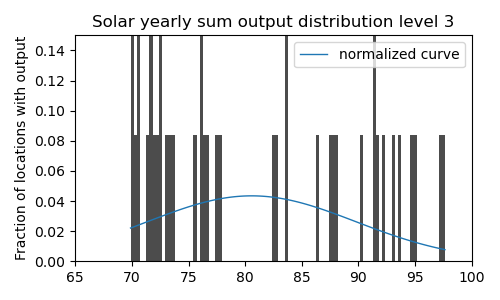 Solar yearly sum output distribution level 3
normalized curve
Fraction of locations with output
0.14
0.12
0.10
0.08
0.06
0.04
0.02
0.00
65 70 75 80 85 90 95 100